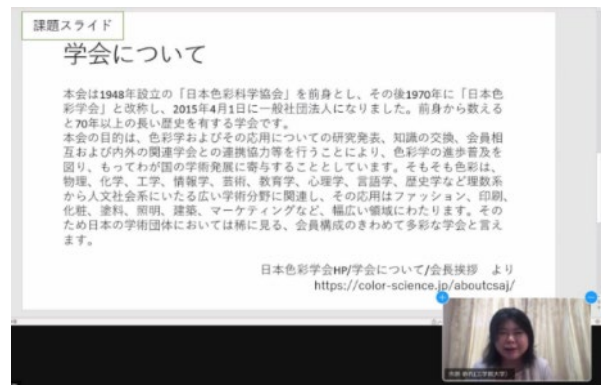 課題スライド
学会について
本会は1948年設立の「日本色彩科学協会」を前身とし、その後1970年に「日本色
彩学会」と改称し、2015年4月1日に一般社団法人になりました。前身から数える
と70年以上の長い歴史を有する学会です。
本会の目的は、色彩学およびその応用についての研究発表、知識の交換、会員相
互および内外の関連学会との連携協力等を行うことにより、色彩学の進歩普及を
図り、もってわが国の学術発展に寄与することとしています。そもそも色彩は、
物理、化学、工学、情報学、芸術、教育学、心理学、言語学、歴史学など理数系
から人文社会系にいたる広い学術分野に関連し、その応用はファッション、印刷、
化粧、塗料、照明、建築、マーケティングなど、幅広い領域にわたります。その
ため日本の学術団体においては稀に見る、会員構成のきわめて多彩な学会と言え
ます。
日本色彩学会HP/学会について/会長挨拶 より
https://color-science.jp/aboutcsaj/